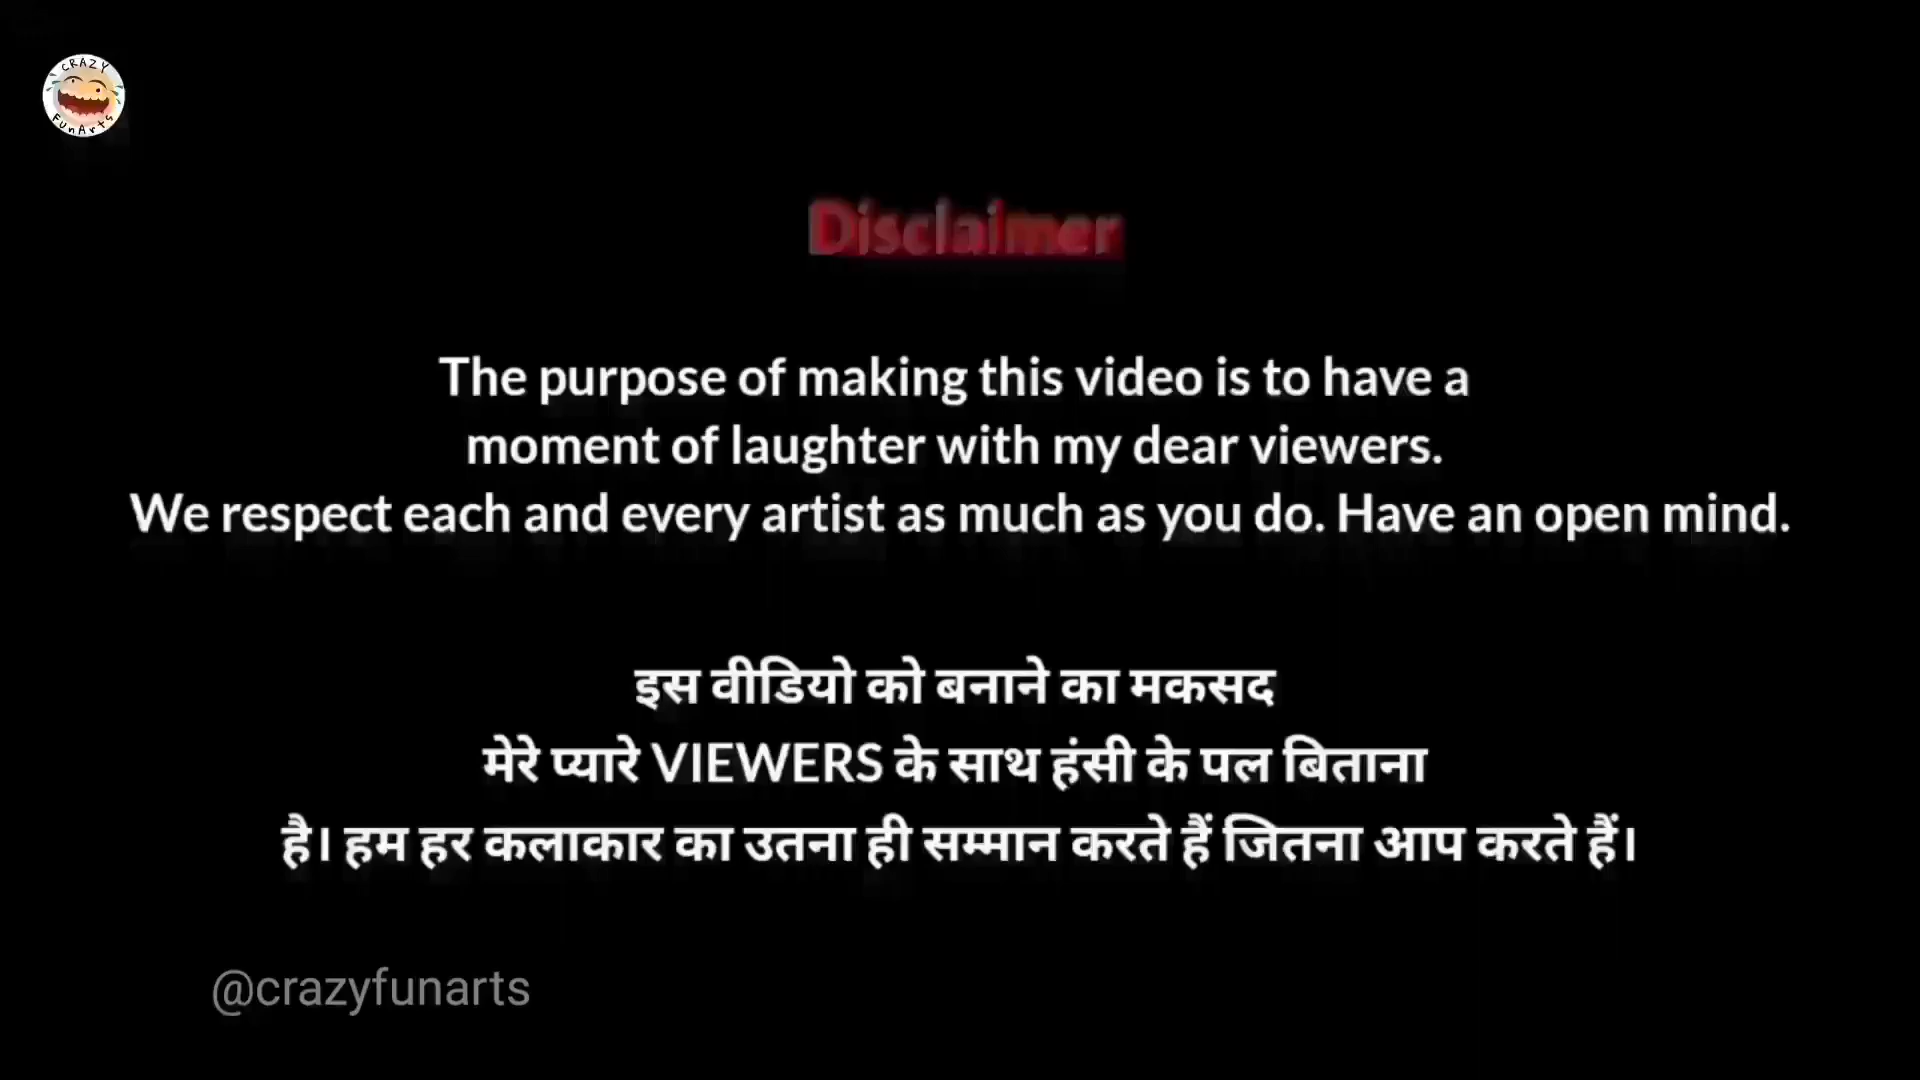 CRAZY
FunArts
Disclaimer
The purpose of making this video is to have a
moment of laughter with my dear viewers.
We respect each and every artist as much as you do. Have an open mind.
इस वीडियो को बनाने का मकसद
मेरे प्यारे VIEWERS के साथ हंसी के पल बिताना
है। हम हर कलाकार का उतना ही सम्मान करते हैं जितना आप करते हैं।
@crazyfunarts